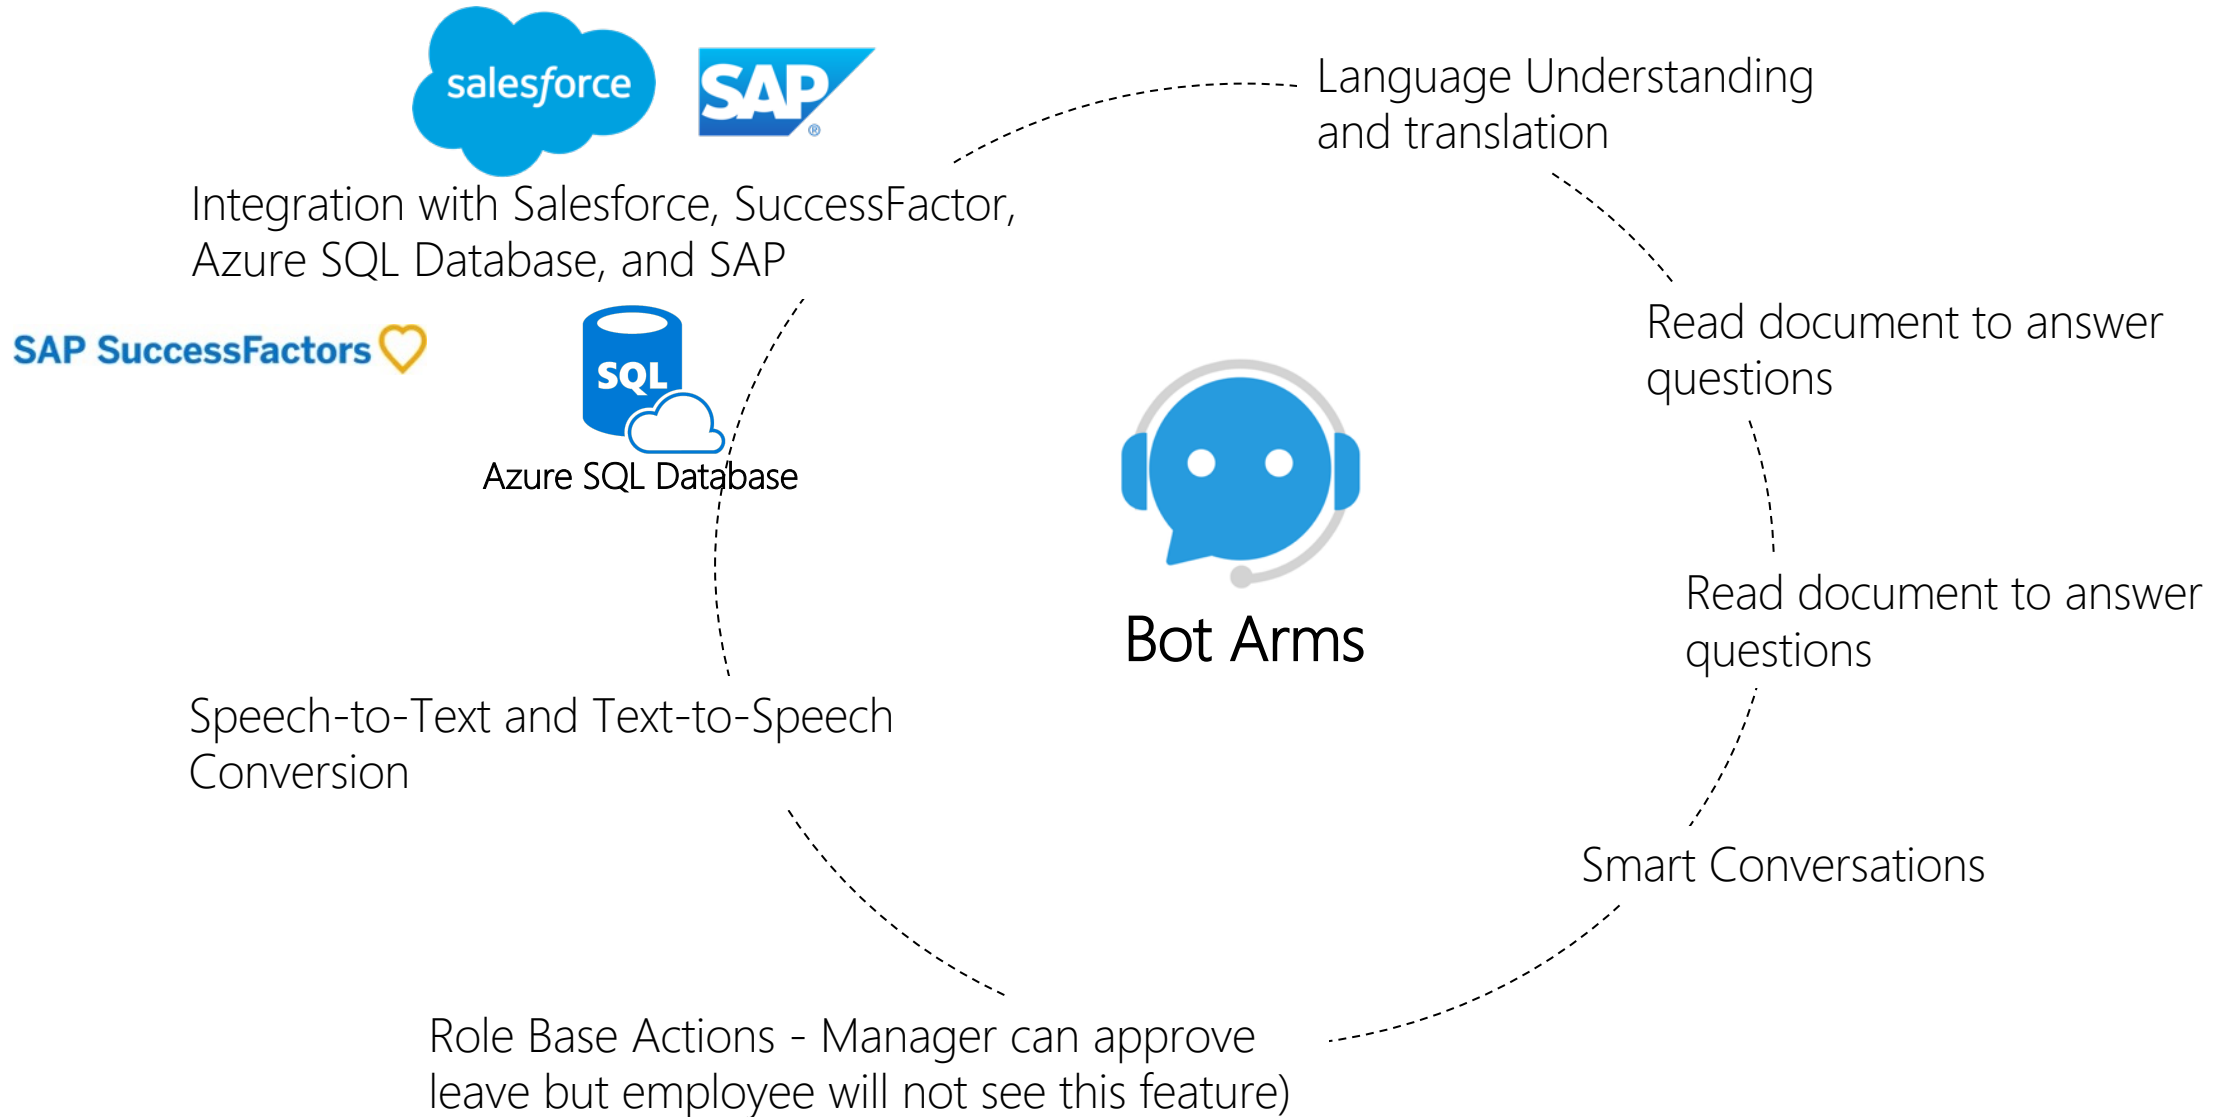 salesforce
SAP
®
Integration with Salesforce, SuccessFactor,
Azure SQL Database, and SAP
SAP SuccessFactors
SQL
Azure SQL Database
Language Understanding
and translation
Read document to answer
questions
Bot Arms
Read document to answer
questions
Speech-to-Text and Text-to-Speech
Conversion
Smart Conversations
Role Base Actions - Manager can approve
leave but employee will not see this feature)